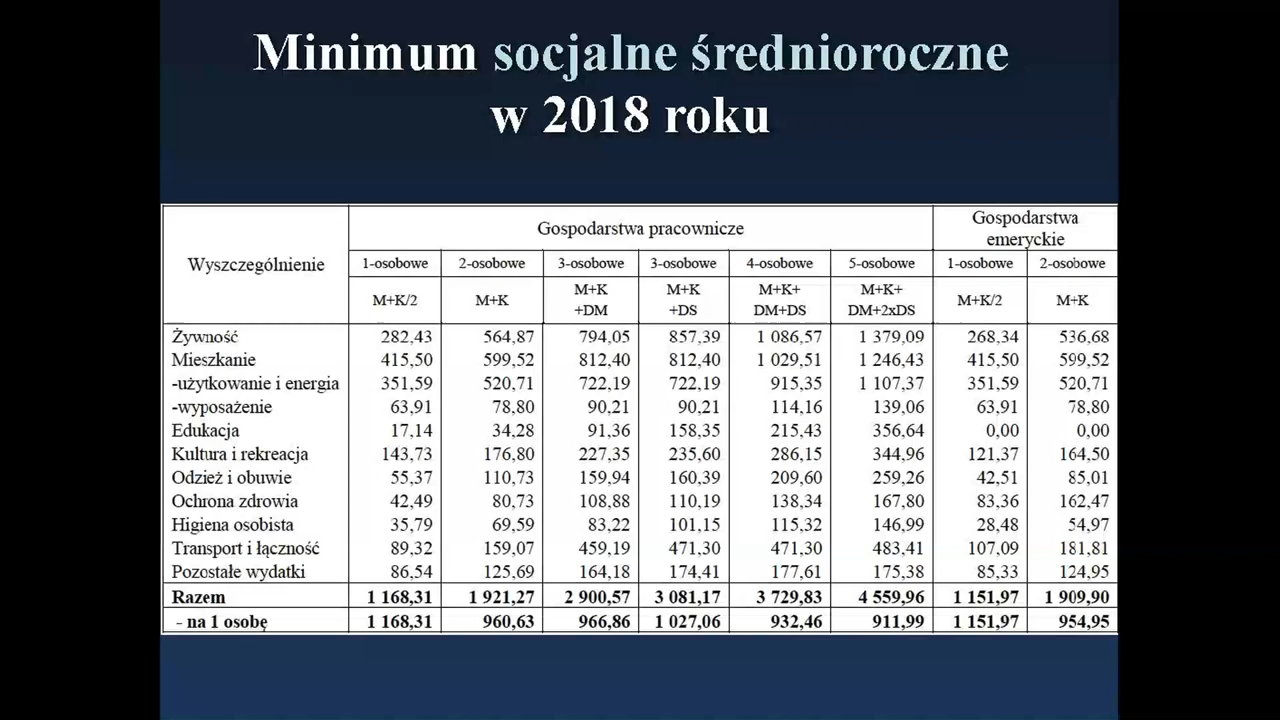 Minimum socjalne średnioroczne
w 2018 roku
Wyszczególnienie Gospodarstwa pracownicze Gospodarstwa emeryckie
1-osobowe 2-osobowe 3-osobowe 3-osobowe 4-osobowe 5-osobowe 1-osobowe 2-osobowe
M+K/2 M+K M+K +DM M+K +DS M+K+ DM+DS M+K+ DM+2xDS M+K/2 M+K
Żywność 282,43 564,87 794,05 857,39 1 086,57 1 379,09 268,34 536,68
Mieszkanie 415,50 599,52 812,40 812,40 1 029,51 1 246,43 415,50 599,52
-użytkowanie i energia 351,59 520,71 722,19 722,19 915,35 1 107,37 351,59 520,71
-wyposażenie 63,91 78,80 90,21 90,21 114,16 139,06 63,91 78,80
Edukacja 17,14 34,28 91,36 158,35 215,43 356,64 0,00 0,00
Kultura i rekreacja 143,73 176,80 227,35 235,60 286,15 344,96 121,37 164,50
Odzież i obuwie 55,37 110,73 159,94 160,39 209,60 259,26 42,51 85,01
Ochrona zdrowia 42,49 80,73 108,88 110,19 138,34 167,80 83,36 162,47
Higiena osobista 35,79 69,59 83,22 101,15 115,32 146,99 28,48 54,97
Transport i łączność 89,32 159,07 459,19 471,30 471,30 483,41 107,09 181,81
Pozostałe wydatki 86,54 125,69 164,18 174,41 177,61 175,38 85,33 124,95
Razem 1 168,31 1 921,27 2 900,57 3 081,17 3 729,83 4 559,96 1 151,97 1 909,90
- na 1 osobę 1 168,31 960,63 966,86 1 027,06 932,46 911,99 1 151,97 954,95